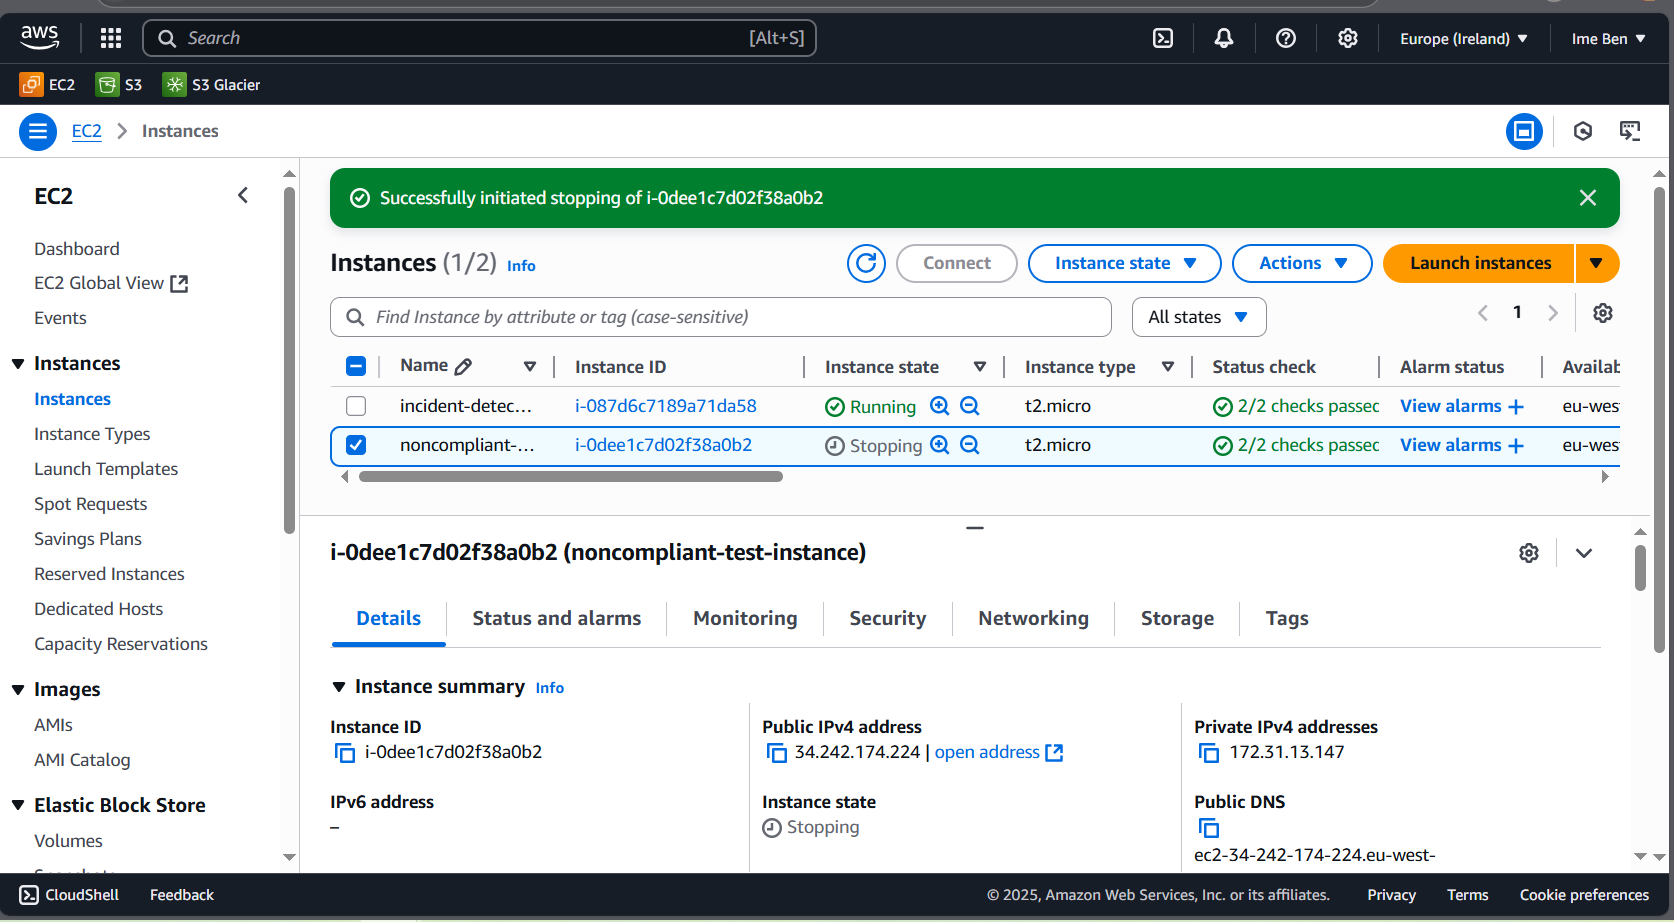 aws
Search [Alt+S]
Europe (Ireland)
Ime Ben
EC2
S3
S3 Glacier
EC2 Instances
EC2
Dashboard
EC2 Global View
Events
Instances
Instances
Instance Types
Launch Templates
Spot Requests
Savings Plans
Reserved Instances
Dedicated Hosts
Capacity Reservations
Images
AMIs
AMI Catalog
Elastic Block Store
Volumes
Successfully initiated stopping of i-0dee1c7d02f38a0b2
Instances (1/2) Info
Connect
Instance state
Actions
Launch instances
Find Instance by attribute or tag (case-sensitive)
All states
1
Name Instance ID Instance state Instance type Status check Alarm status Availab
incident-detec... i-087d6c7189a71da58 Running t2.micro 2/2 checks passed View alarms + eu-wes
noncompliant-... i-0dee1c7d02f38a0b2 Stopping t2.micro 2/2 checks passed View alarms + eu-wes
i-0dee1c7d02f38a0b2 (noncompliant-test-instance)
Details
Status and alarms
Monitoring
Security
Networking
Storage
Tags
Instance summary Info
Instance ID
i-0dee1c7d02f38a0b2
Public IPv4 address
34.242.174.224 | open address
Private IPv4 addresses
172.31.13.147
IPv6 address
–
Instance state
Stopping
Public DNS
ec2-34-242-174-224.eu-west-
CloudShell
Feedback
© 2025, Amazon Web Services, Inc. or its affiliates.
Privacy
Terms
Cookie preferences